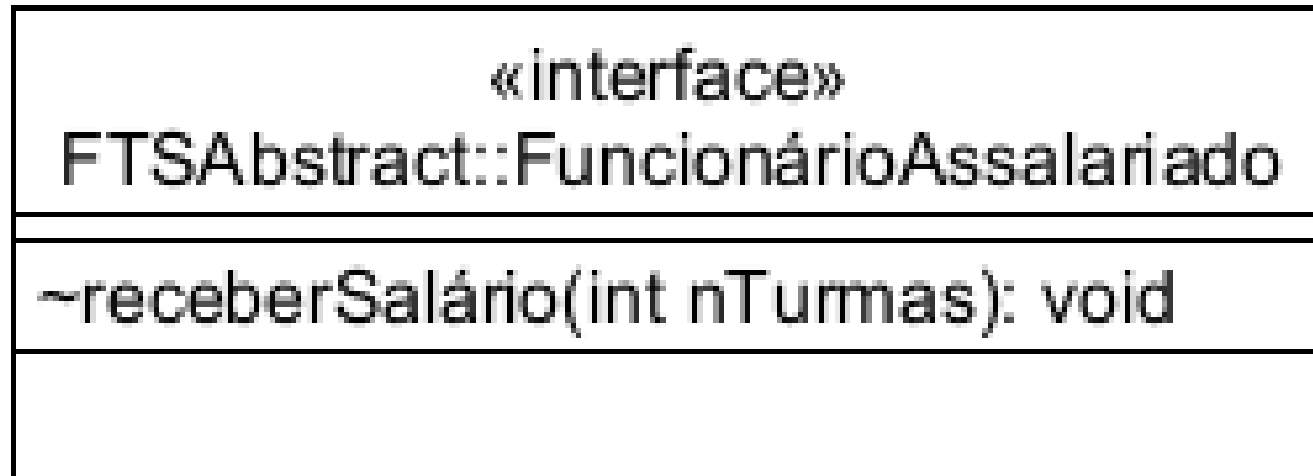 «interface»
FTSAbstract::FuncionárioAssalariado
~receberSalário(int nTurmas): void